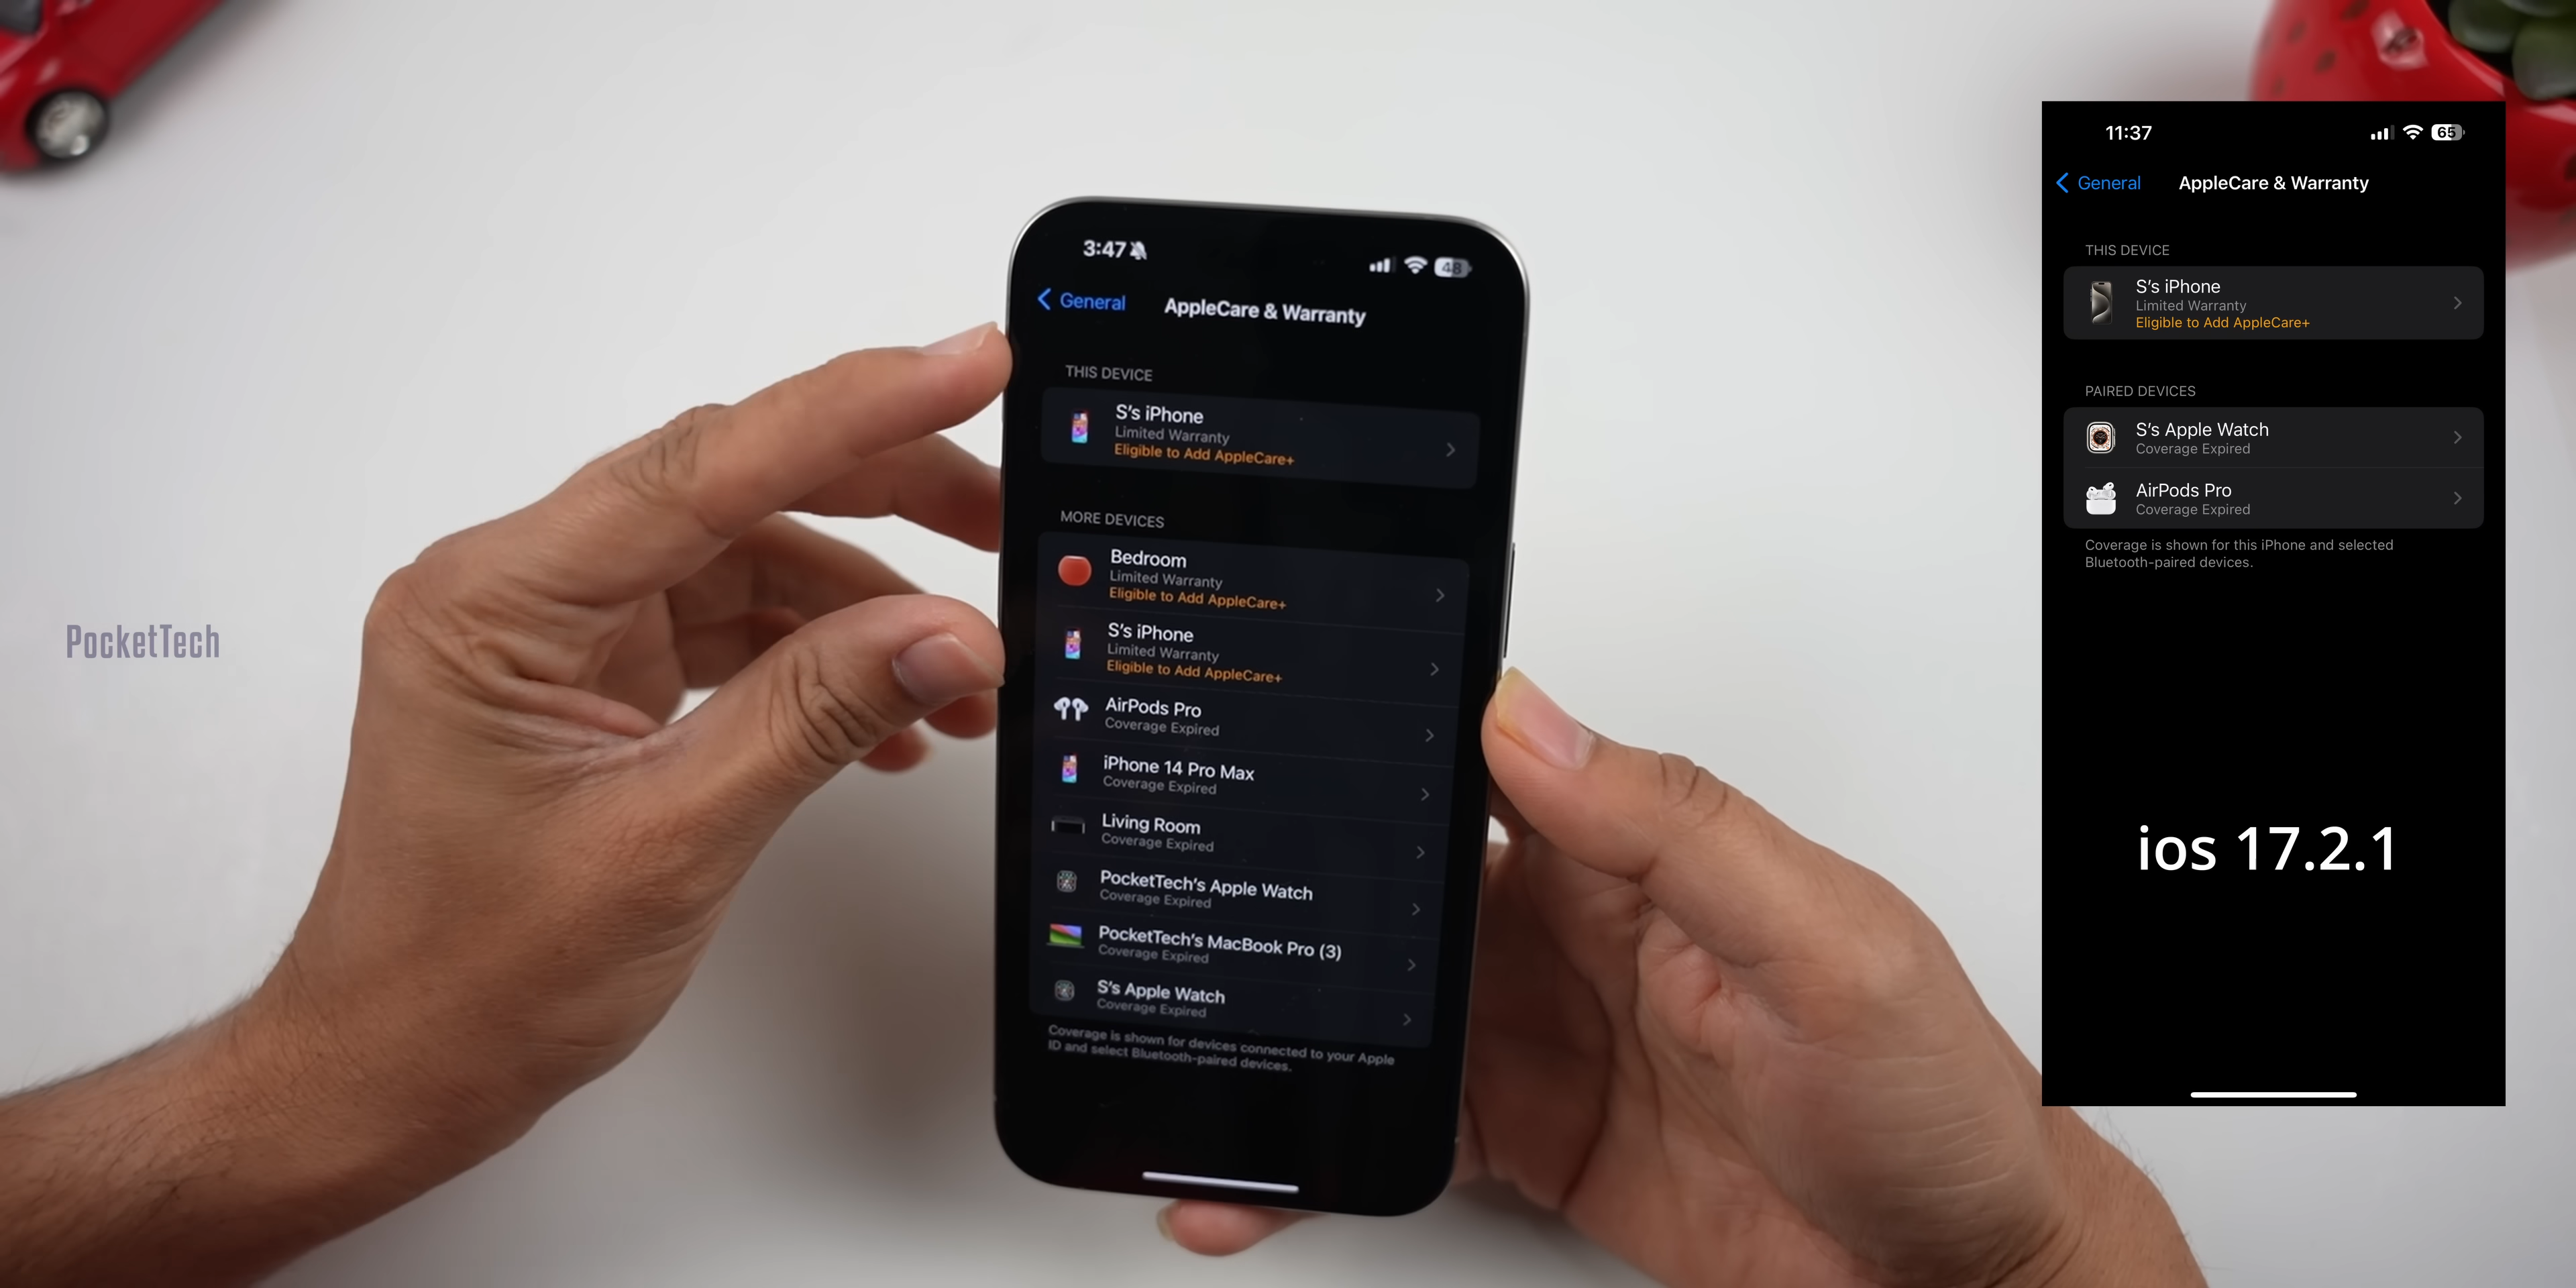 PocketTech
3:47
48
General
AppleCare & Warranty
THIS DEVICE
S's iPhone
Limited Warranty
Eligible to Add AppleCare+
MORE DEVICES
Bedroom
Limited Warranty
Eligible to Add AppleCare+
S's iPhone
Limited Warranty
Eligible to Add AppleCare+
AirPods Pro
Coverage Expired
iPhone 14 Pro Max
Coverage Expired
Living Room
Coverage Expired
PocketTech's Apple Watch
Coverage Expired
PocketTech's MacBook Pro (3)
Coverage Expired
S's Apple Watch
Coverage Expired
Coverage is shown for devices connected to your Apple
ID and select Bluetooth-paired devices.
11:37
65
General
AppleCare & Warranty
THIS DEVICE
S's iPhone
Limited Warranty
Eligible to Add AppleCare+
PAIRED DEVICES
S's Apple Watch
Coverage Expired
AirPods Pro
Coverage Expired
Coverage is shown for this iPhone and selected
Bluetooth-paired devices.
ios 17.2.1